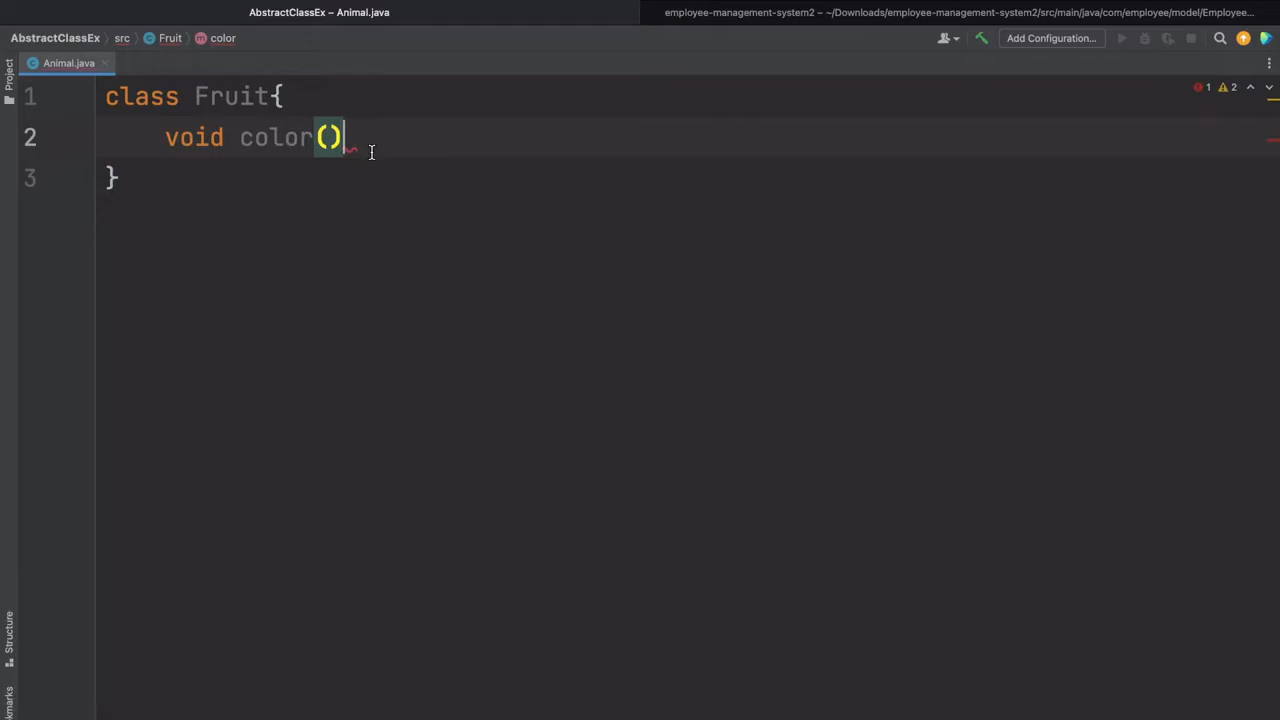 AbstractClassEx – Animal.java
employee-management-system2 – ~/Downloads/employee-management-system2/src/main/java/com/employee/model/Employee...
AbstractClassEx src Fruit color
Add Configuration...
Project
Animal.java
1 2
1 class Fruit{
2 void color()
3 }
Structure
kmarks